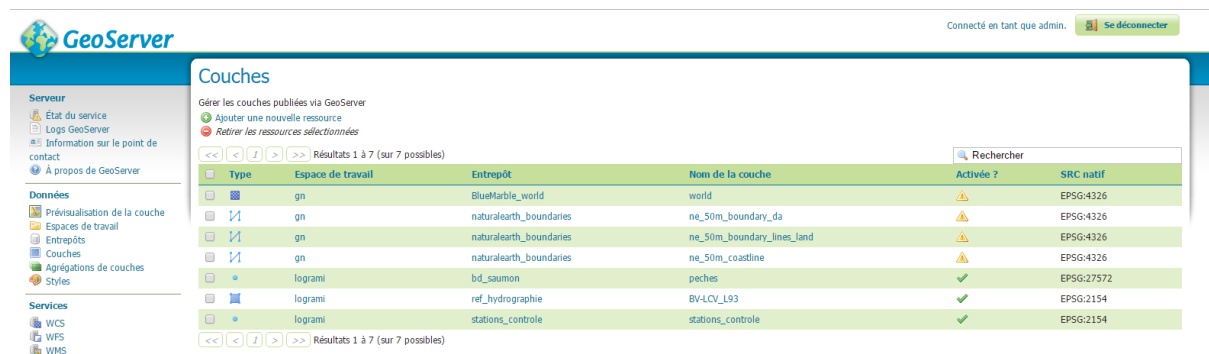 GeoServer
Connecté en tant que admin.
Se déconnecter
Serveur
État du service
Logs GeoServer
Information sur le point de
contact
À propos de GeoServer
Données
Prévisualisation de la couche
Espaces de travail
Entrepôts
Couches
Agrégations de couches
Styles
Services
WCS
WFS
WMS
Couches
Gérer les couches publiées via GeoServer
Ajouter une nouvelle ressource
Retirer les ressources sélectionnées
<< < 1 > >> Résultats 1 à 7 (sur 7 possibles)
Rechercher
Type Espace de travail Entrepôt Nom de la couche Activée ? SRC natif
gn BlueMarble_world world EPSG:4326
gn naturalearth_boundaries ne_50m_boundary_da EPSG:4326
gn naturalearth_boundaries ne_50m_boundary_lines_land EPSG:4326
gn naturalearth_boundaries ne_50m_coastline EPSG:4326
logrami bd_saumon peches EPSG:27572
logrami ref_hydrographie BV-LCV_L93 EPSG:2154
logrami stations_controle stations_controle EPSG:2154
<< < 1 > >> Résultats 1 à 7 (sur 7 possibles)